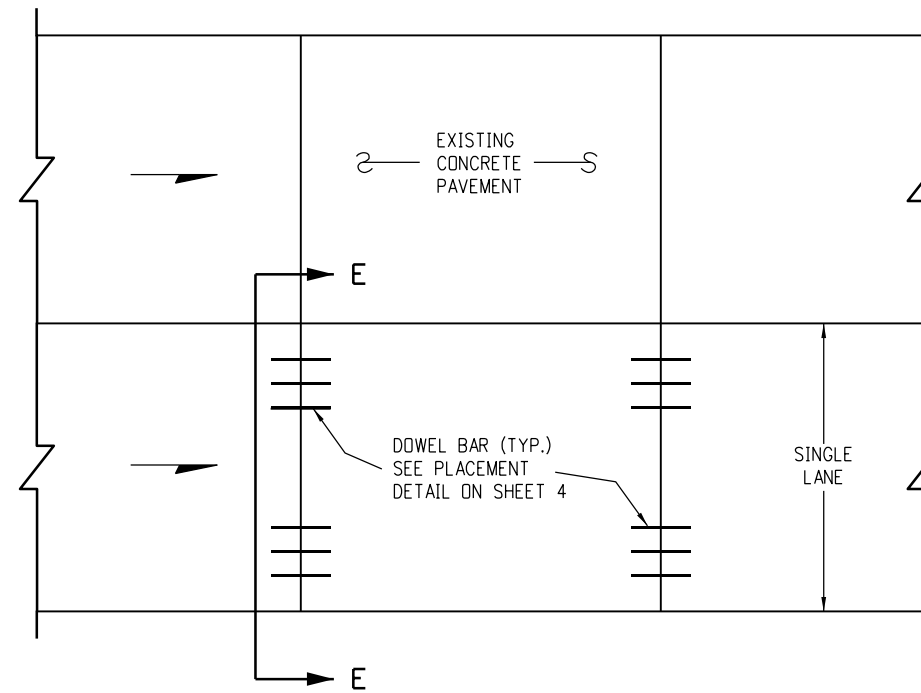 EXISTING
CONCRETE
PAVEMENT
E
DOWEL BAR (TYP.)
SEE PLACEMENT
DETAIL ON SHEET 4
SINGLE
LANE
E